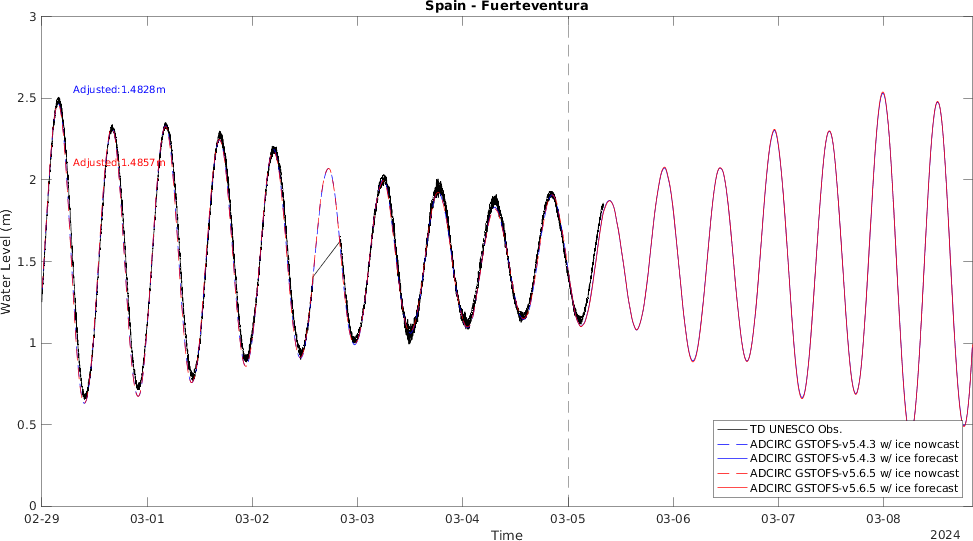 Spain - Fuerteventura
3
2.5
2
1.5
1
0.5
0
Water Level (m)
Adjusted:1.4828m
Adjusted:1.4857m
TD UNESCO Obs.
ADCIRC GSTOFS-v5.4.3 w/ ice nowcast
ADCIRC GSTOFS-v5.4.3 w/ ice forecast
ADCIRC GSTOFS-v5.6.5 w/ ice nowcast
ADCIRC GSTOFS-v5.6.5 w/ ice forecast
02-29 03-01 03-02 03-03 03-04 03-05 03-06 03-07 03-08
Time
2024